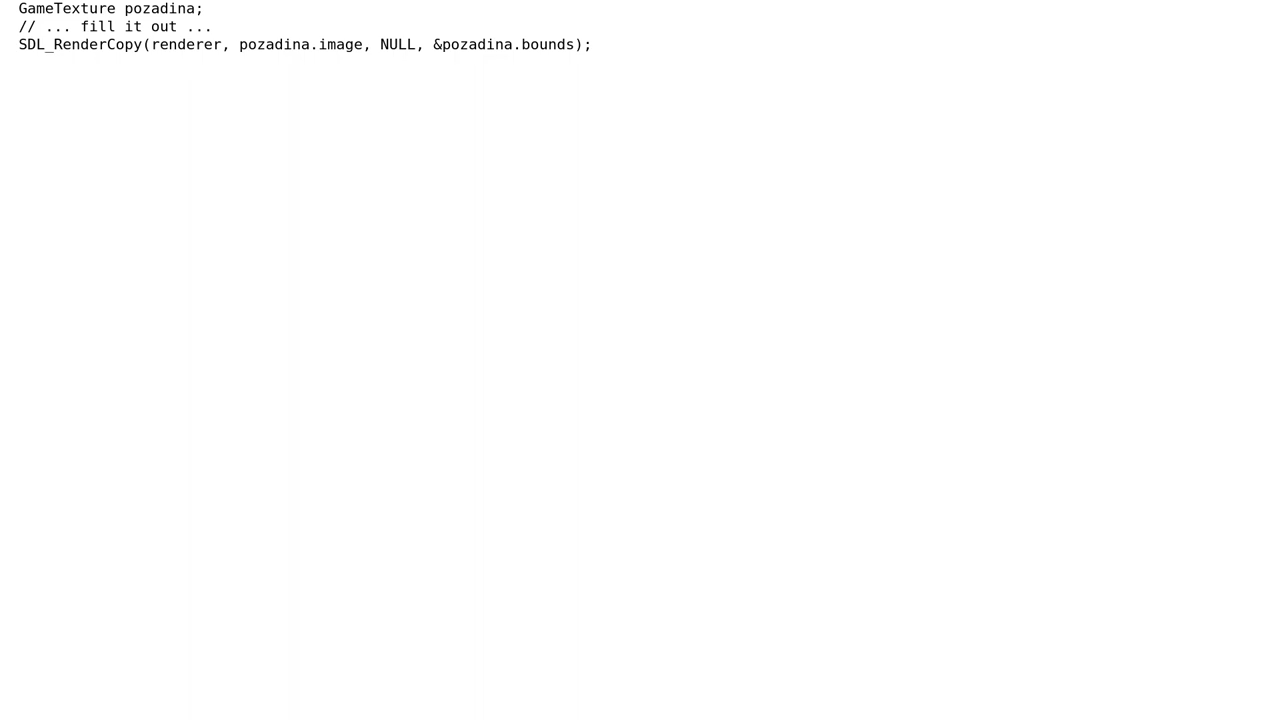 GameTexture pozadina;
// ... fill it out ...
SDL_RenderCopy(renderer, pozadina.image, NULL, &pozadina.bounds);